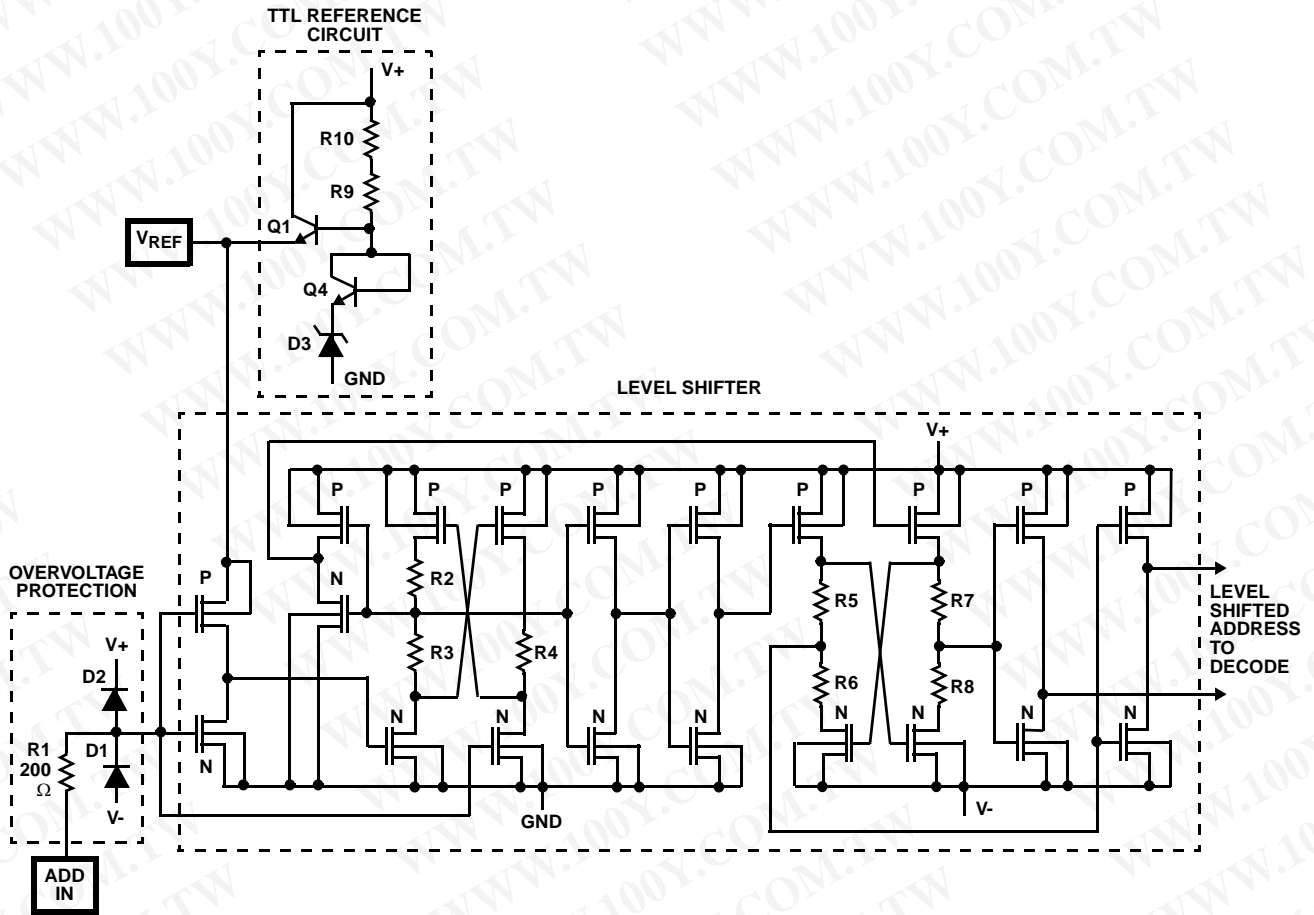 TTL REFERENCE
CIRCUIT
V+
R10
R9
Q1
VREF
Q4
D3
GND
LEVEL SHIFTER
V+
P P P P P P P P
OVERVOLTAGE
PROTECTION
P
N
R2
R5
R7
LEVEL
SHIFTED
ADDRESS
TO
DECODE
V+
R3
R4
D2
R6
R8
N N N N N N N N
R1
200
Ω
D1
N
V-
GND
V-
ADD
IN
WWW.100Y.COM.TW